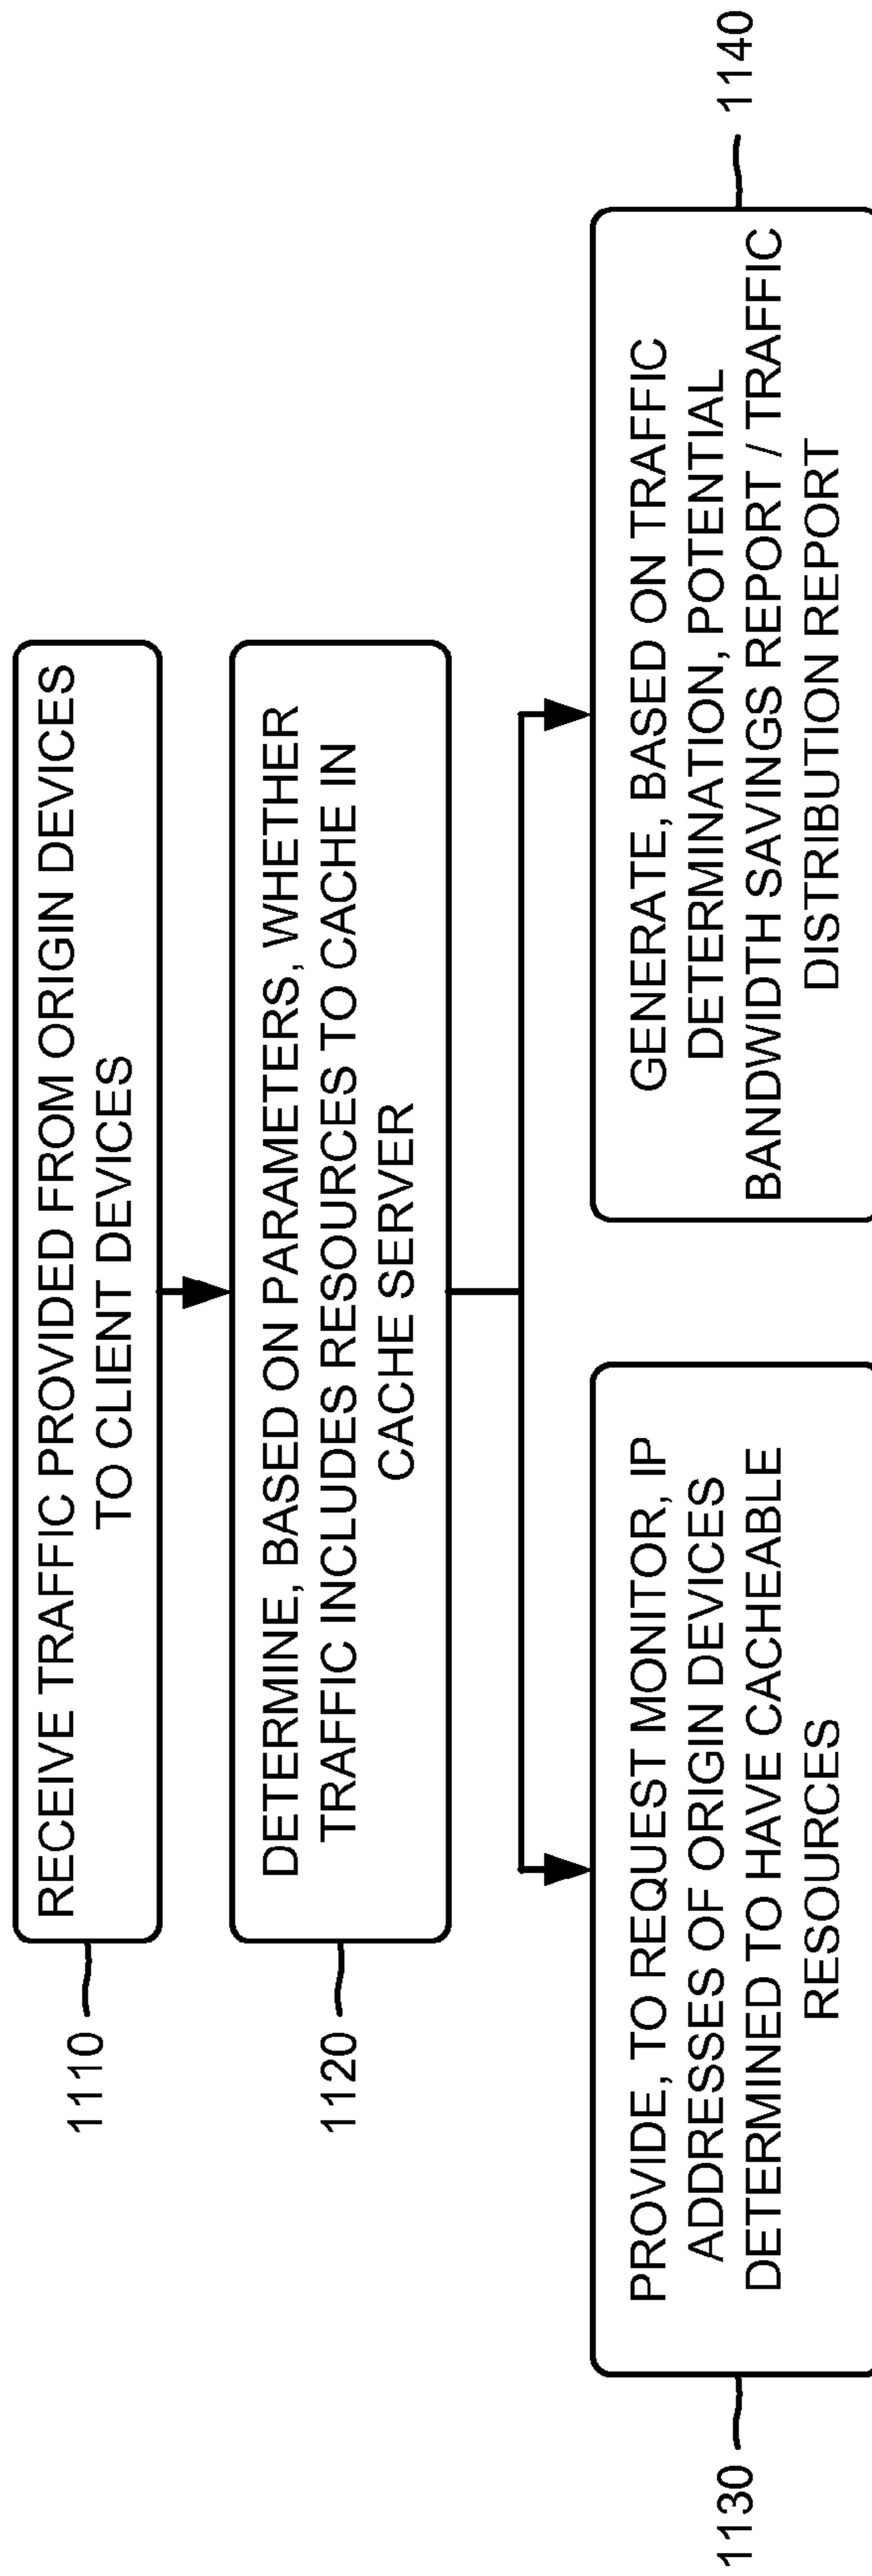 1110
RECEIVE TRAFFIC PROVIDED FROM ORIGIN DEVICES
TO CLIENT DEVICES
1120
DETERMINE, BASED ON PARAMETERS, WHETHER
TRAFFIC INCLUDES RESOURCES TO CACHE IN
CACHE SERVER
1130
PROVIDE, TO REQUEST MONITOR, IP
ADDRESSES OF ORIGIN DEVICES
DETERMINED TO HAVE CACHEABLE
RESOURCES
1140
GENERATE, BASED ON TRAFFIC
DETERMINATION, POTENTIAL
BANDWIDTH SAVINGS REPORT / TRAFFIC
DISTRIBUTION REPORT